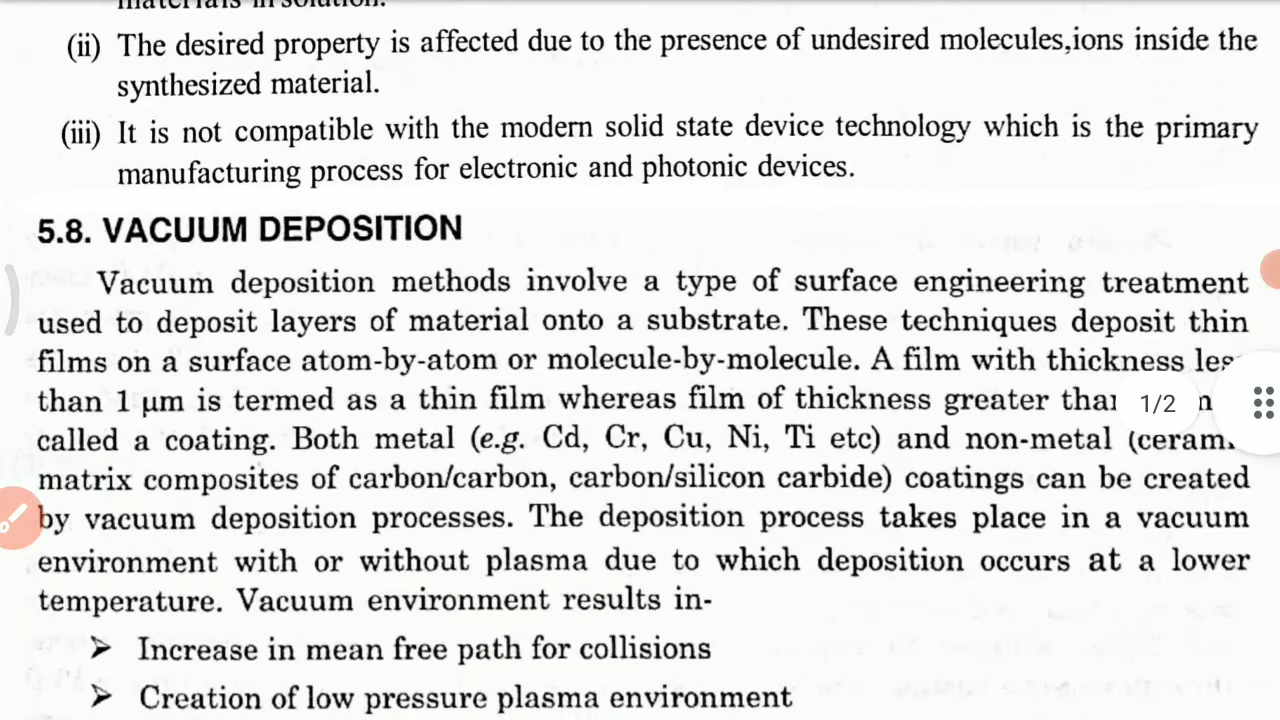 materials in solution.
(ii) The desired property is affected due to the presence of undesired molecules,ions inside the
synthesized material.
(iii) It is not compatible with the modern solid state device technology which is the primary
manufacturing process for electronic and photonic devices.
5.8. VACUUM DEPOSITION
Vacuum deposition methods involve a type of surface engineering treatment
used to deposit layers of material onto a substrate. These techniques deposit thin
films on a surface atom-by-atom or molecule-by-molecule. A film with thickness
than 1 µm is termed as a thin film whereas film of thickness greater
1/2
called a coating. Both metal (e.g. Cd, Cr, Cu, Ni, Ti etc) and non-metal
matrix composites of carbon/carbon, carbon/silicon carbide) coatings can be created
by vacuum deposition processes. The deposition process takes place in a vacuum
environment with or without plasma due to which deposition occurs at a lower
temperature. Vacuum environment results in-
➢ Increase in mean free path for collisions
➢ Creation of low pressure plasma environment